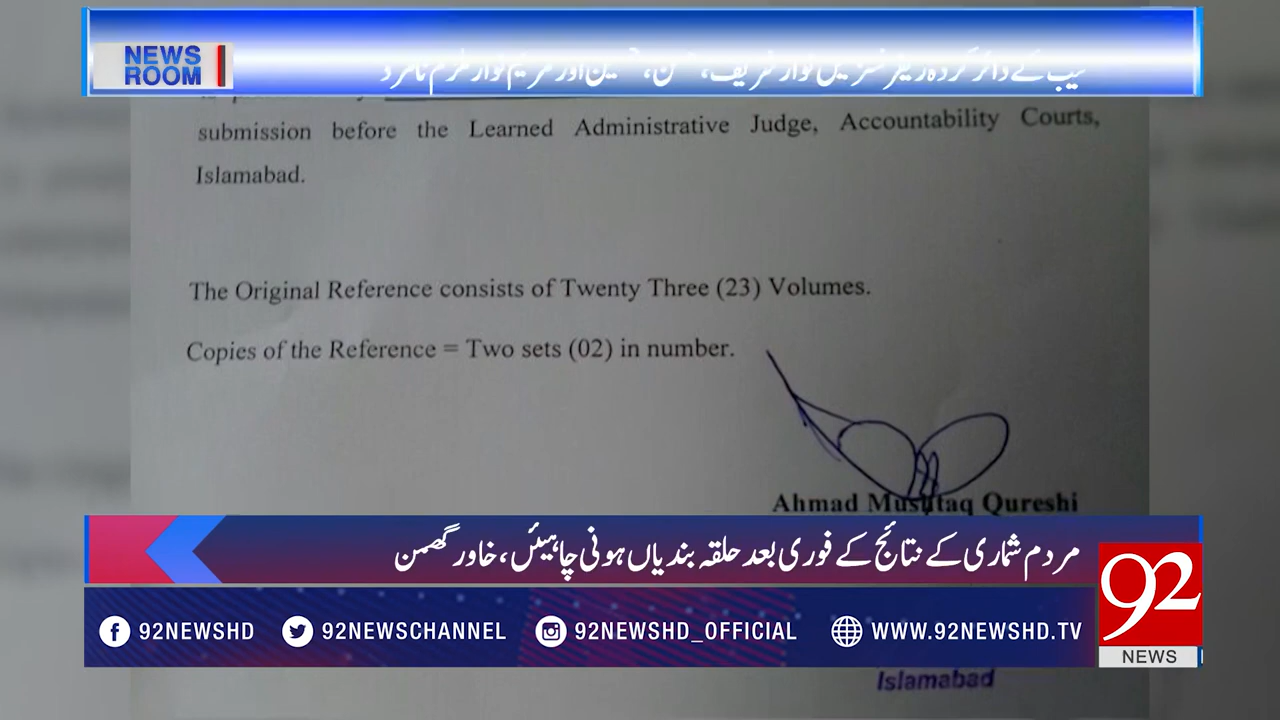 NEWS
ROOM
submission before the Learned Administrative Judge, Accountability Courts,
Islamabad.
The Original Reference consists of Twenty Three (23) Volumes.
Copies of the Reference = Two sets (02) in number.
Ahmad Mushtaq Qureshi
مردم شماری کے نتائج کے فوری بعد حلقہ بندیاں ہونی چاہیئں، خاور گھمن
92NEWSHD 92NEWSCHANNEL 92NEWSHD_OFFICIAL WWW.92NEWSHD.TV
92
NEWS
Islamabad